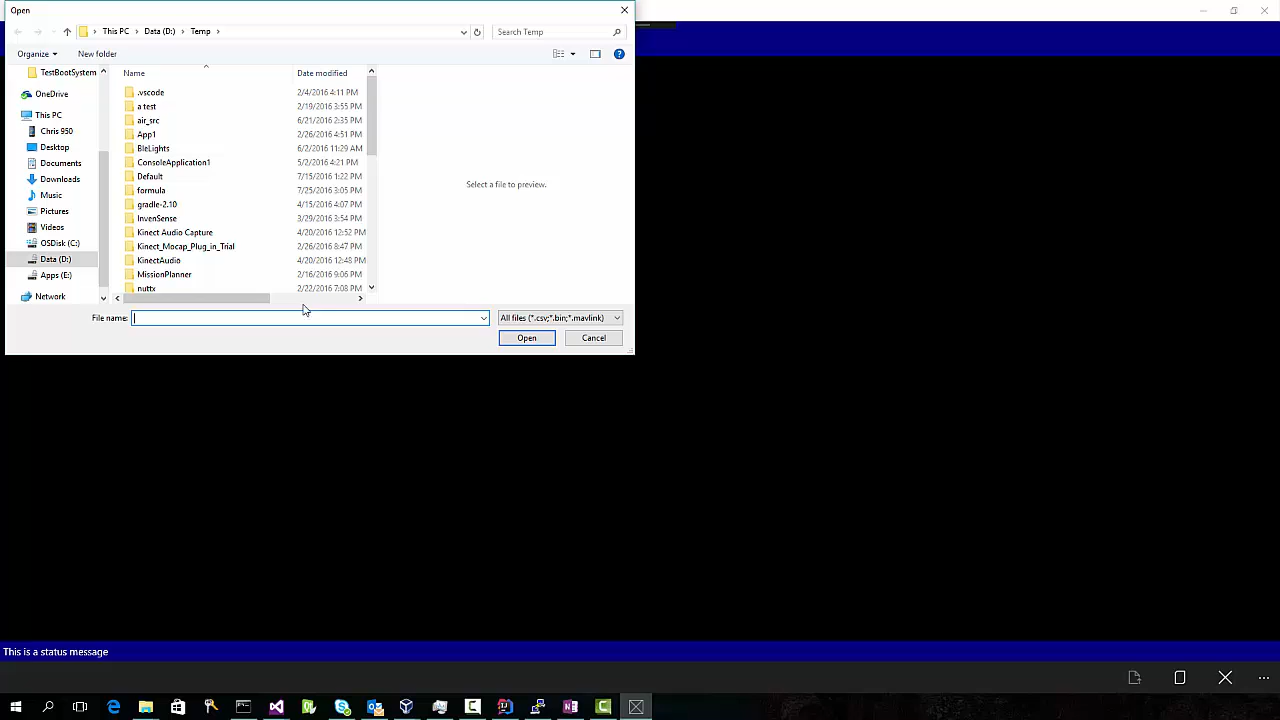 Open
This PC > Data (D:) > Temp >
Search Temp
Organize
New folder
TestBootSystem
OneDrive
This PC
Chris 950
Desktop
Documents
Downloads
Music
Pictures
Videos
OSDisk (C:)
Data (D:)
Apps (E:)
Network
Name Date modified
.vscode 2/4/2016 4:11 PM
a test 2/19/2016 3:55 PM
air_src 6/21/2016 2:35 PM
App1 2/26/2016 4:51 PM
BleLights 6/2/2016 11:29 AM
ConsoleApplication1 5/2/2016 4:21 PM
Default 7/15/2016 1:22 PM
formula 7/25/2016 3:05 PM
gradle-2.10 4/15/2016 4:07 PM
InvenSense 3/29/2016 3:54 PM
Kinect Audio Capture 4/20/2016 12:52 PM
Kinect_Mocap_Plug_in_Trial 2/26/2016 8:47 PM
KinectAudio 4/20/2016 12:48 PM
MissionPlanner 2/16/2016 9:06 PM
nuttx 2/22/2016 7:08 PM
Select a file to preview.
File name:
All files (*.csv;*.bin;*.mavlink)
Open
Cancel
This is a status message